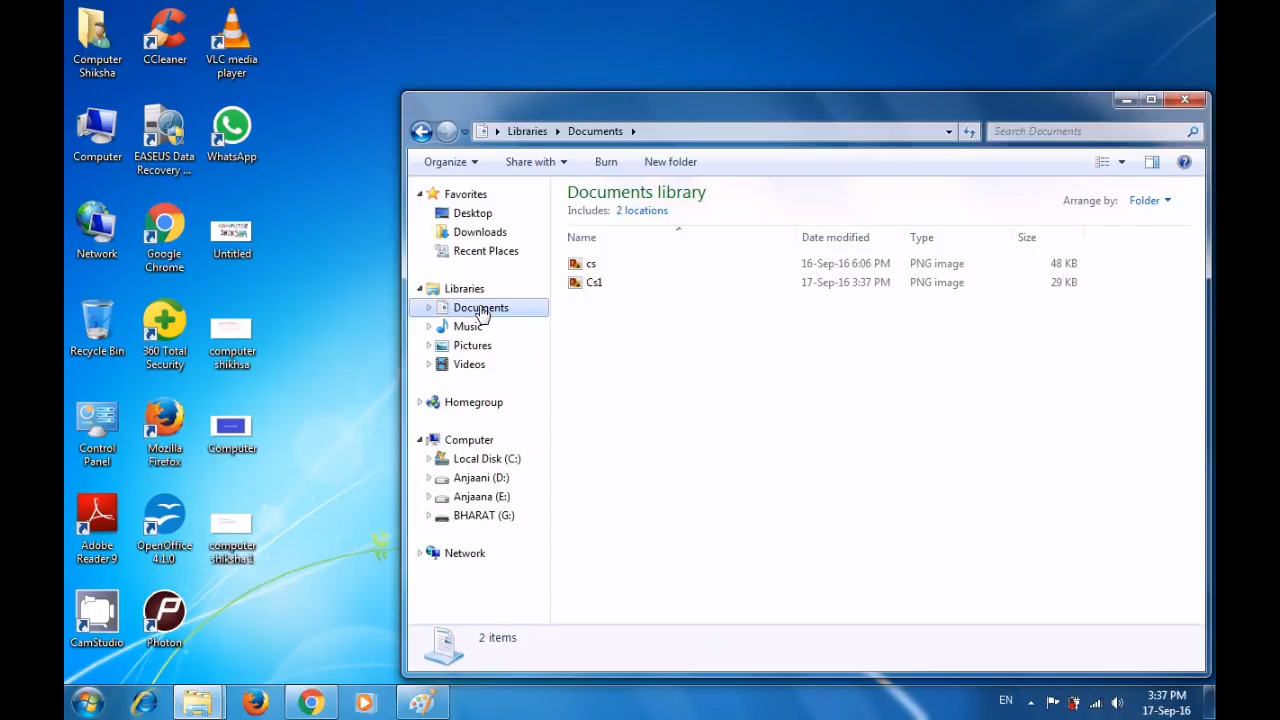 Computer
Shiksha
CCleaner
VLC media
player
Computer
EASEUS Data
Recovery ...
WhatsApp
Network
Google
Chrome
COMPUTER
SHIKSHA
Untitled
Recycle Bin
360 Total
Security
computer
shikhsa
Control
Panel
Mozilla
Firefox
Computer
Adobe
Reader 9
OpenOffice
4.1.0
computer
shiksha 1
CamStudio
Photon
Libraries
Documents
Search Documents
Organize
Share with
Burn
New folder
Favorites
Desktop
Downloads
Recent Places
Libraries
Documents
Music
Pictures
Videos
Homegroup
Computer
Local Disk (C:)
Anjaani (D:)
Anjaana (E:)
BHARAT (G:)
Network
Documents library
Includes: 2 locations
Arrange by: Folder
Name Date modified Type Size
cs 16-Sep-16 6:06 PM PNG image 48 KB
Cs1 17-Sep-16 3:37 PM PNG image 29 KB
2 items
EN
3:37 PM
17-Sep-16